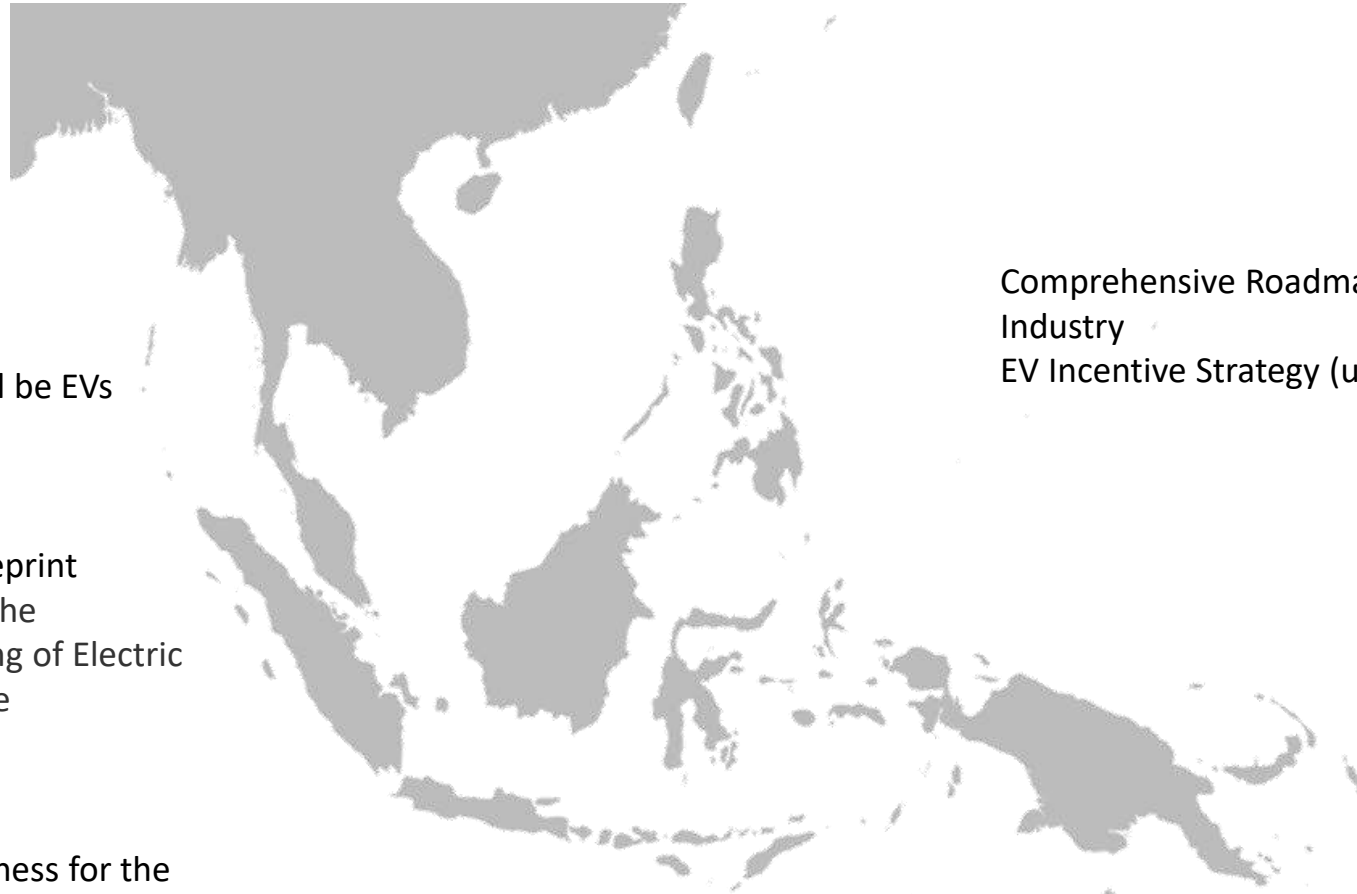 l be EVs
eprint
he
ng of Electric
e
ness for the
Comprehensive Roadma
Industry
EV Incentive Strategy (u